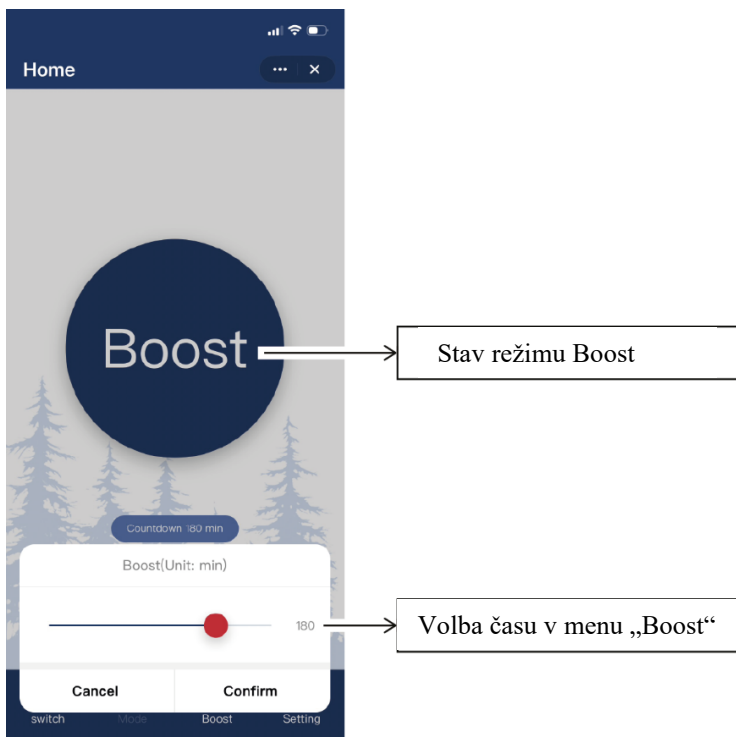 Home
Boost
Stav režimu Boost
Countdown 180 min
Boost(Unit: min)
180
Volba času v menu „Boost“
Cancel
Confirm
switch
Mode
Boost
Setting